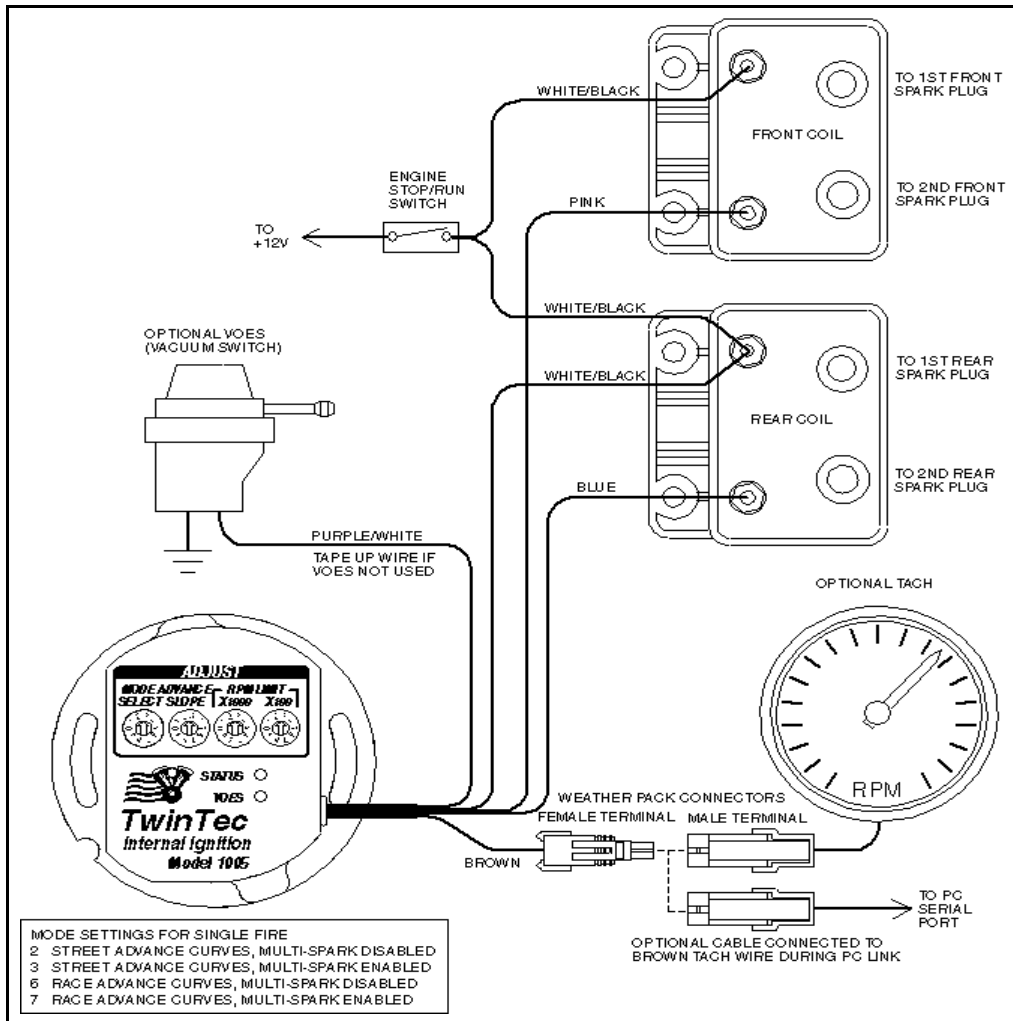 WHITE/BLACK
TO 1ST FRONT
SPARK PLUG
FRONT COIL
ENGINE
STOP/RUN
SWITCH
PINK
TO 2ND FRONT
SPARK PLUG
TO
+12V
WHITE/BLACK
OPTIONAL VOES
(VACUUM SWITCH)
WHITE/BLACK
TO 1ST REAR
SPARK PLUG
REAR COIL
BLUE
TO 2ND REAR
SPARK PLUG
PURPLE/WHITE
TAPE UP WIRE IF
VOES NOT USED
OPTIONAL TACH
RPM
ADJUST
MODE ADVANCE RPM LIMIT
SELECT SLOPE X1000 X100
STATUS
VOES
TwinTec
internal ignition
Model 1005
WEATHER PACK CONNECTORS
FEMALE TERMINAL MALE TERMINAL
BROWN
TO PC
SERIAL
PORT
OPTIONAL CABLE CONNECTED TO
BROWN TACH WIRE DURING PC LINK
MODE SETTINGS FOR SINGLE FIRE
2 STREET ADVANCE CURVES, MULTI-SPARK DISABLED
3 STREET ADVANCE CURVES, MULTI-SPARK ENABLED
6 RACE ADVANCE CURVES, MULTI-SPARK DISABLED
7 RACE ADVANCE CURVES, MULTI-SPARK ENABLED